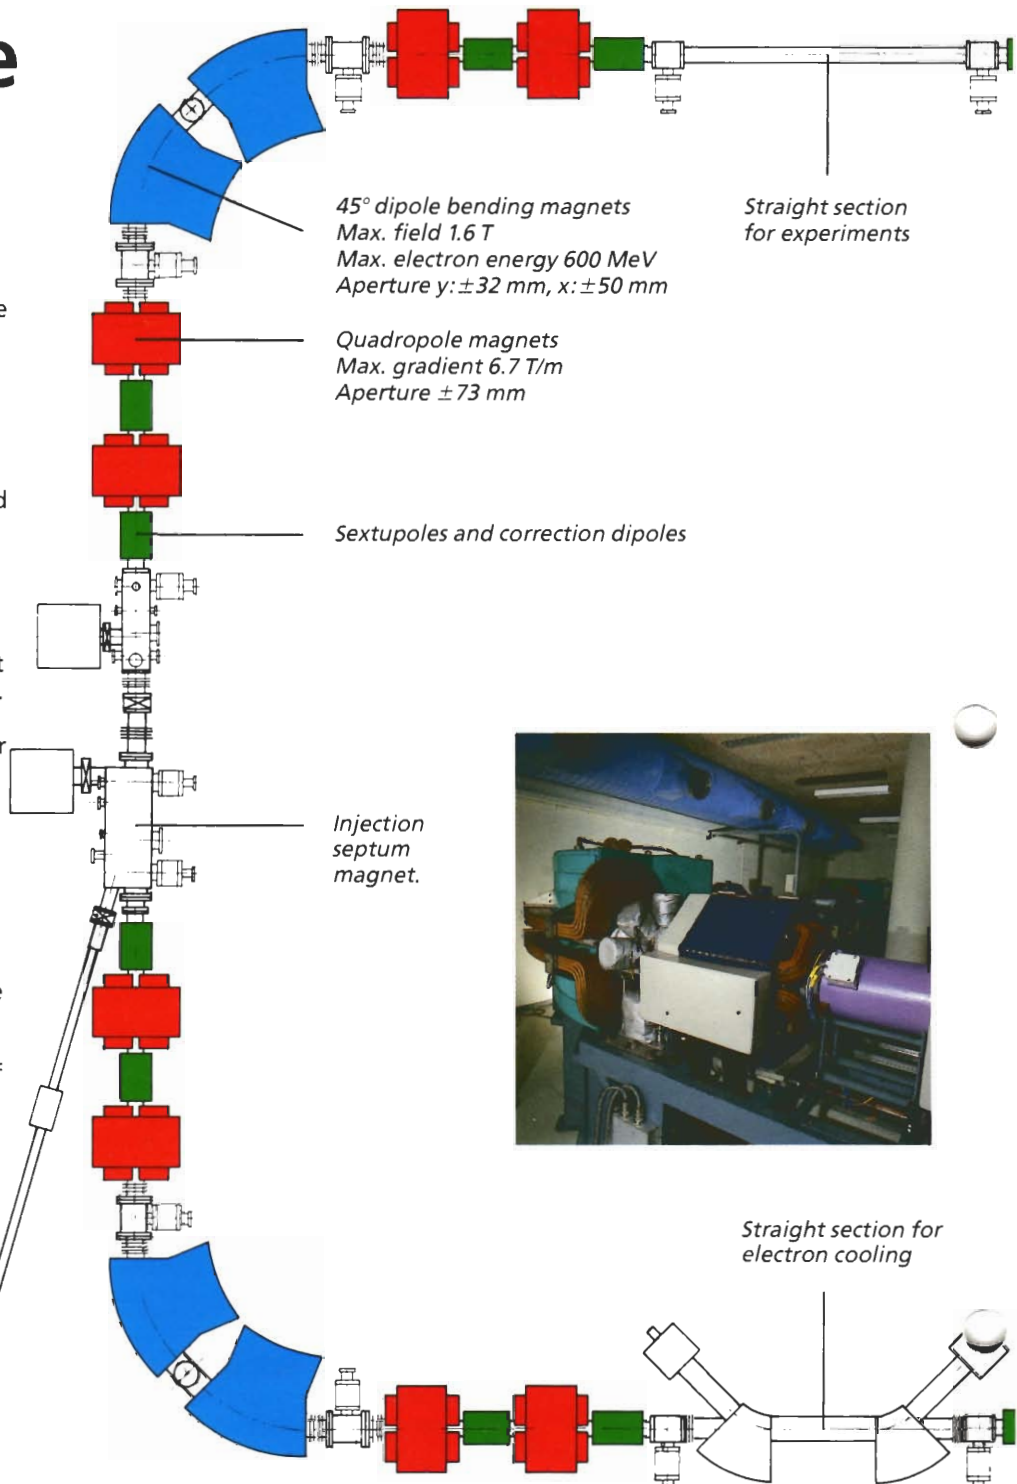 e
45° dipole bending magnets
Max. field 1.6 T
Max. electron energy 600 MeV
Aperture y:±32 mm, x:±50 mm
Straight section
for experiments
Quadropole magnets
Max. gradient 6.7 T/m
Aperture ±73 mm
Sextupoles and correction dipoles
Injection
septum
magnet.
Straight section for
electron cooling